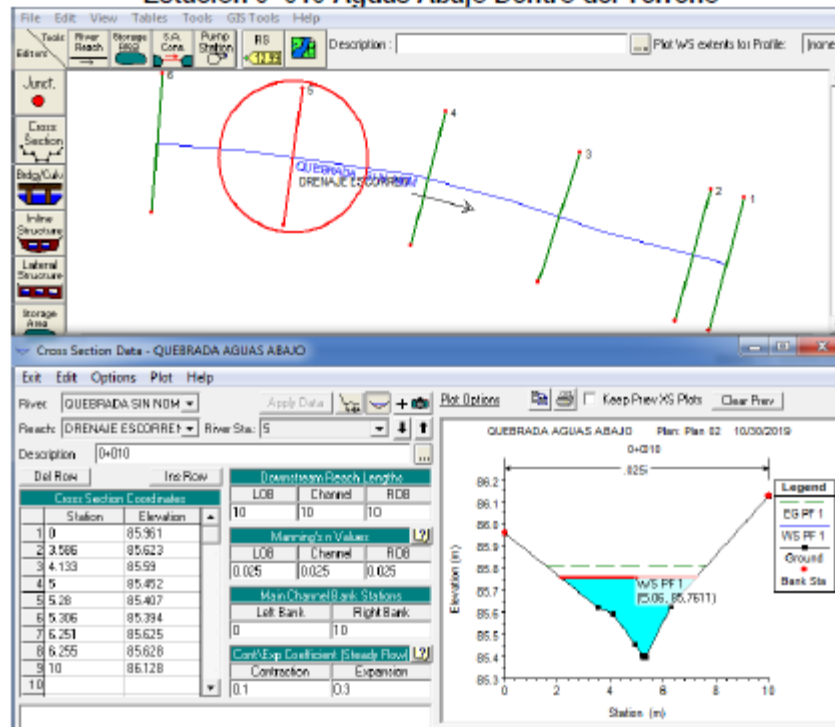 Estación 0+010 Aguas Abajo Dentro del Terreno
File Edit View Tables Tools GIS Tools Help
Tools
Editors
River Reach
Storage Area
S.A. Conn.
Pump Station
RS
Description :
...
Plot WS extents for Profile:
(none
Junct.
Cross Section
Brdg/Culv
Inline Structure
Lateral Structure
Storage Area
6
5
4
3
2
1
DRENAJE ESCORREN
Cross Section Data - QUEBRADA AGUAS ABAJO
Exit Edit Options Plot Help
River: QUEBRADA SIN NOM
Apply Data
Plot Options
Keep Prev XS Plots
Clear Prev
Reach: DRENAJE ESCORREN
River Sta.: 5
Description 0+010
...
Del Row
Ins Row
Cross Section Coordinates
Station Elevation
1 0 85.961
2 3.586 85.623
3 4.133 85.59
4 5 85.452
5 5.28 85.407
6 5.306 85.394
7 6.251 85.625
8 6.255 85.628
9 10 86.128
10
Downstream Reach Lengths
LOB Channel ROB
10 10 10
Manning's n Values
LOB Channel ROB
0.025 0.025 0.025
Main Channel Bank Stations
Left Bank Right Bank
0 10
Cont\Exp Coefficient (Steady Flow)
Contraction Expansion
0.1 0.3
QUEBRADA AGUAS ABAJO Plan: Plan 02 10/30/2019
0+010
.025
86.2
86.1
86.0
85.9
85.8
85.7
85.6
85.5
85.4
85.3
Elevation (m)
WS PF 1
(5.06, 85.7611)
0 2 4 6 8 10
Station (m)
Legend
EG PF 1
WS PF 1
Ground
Bank Sta